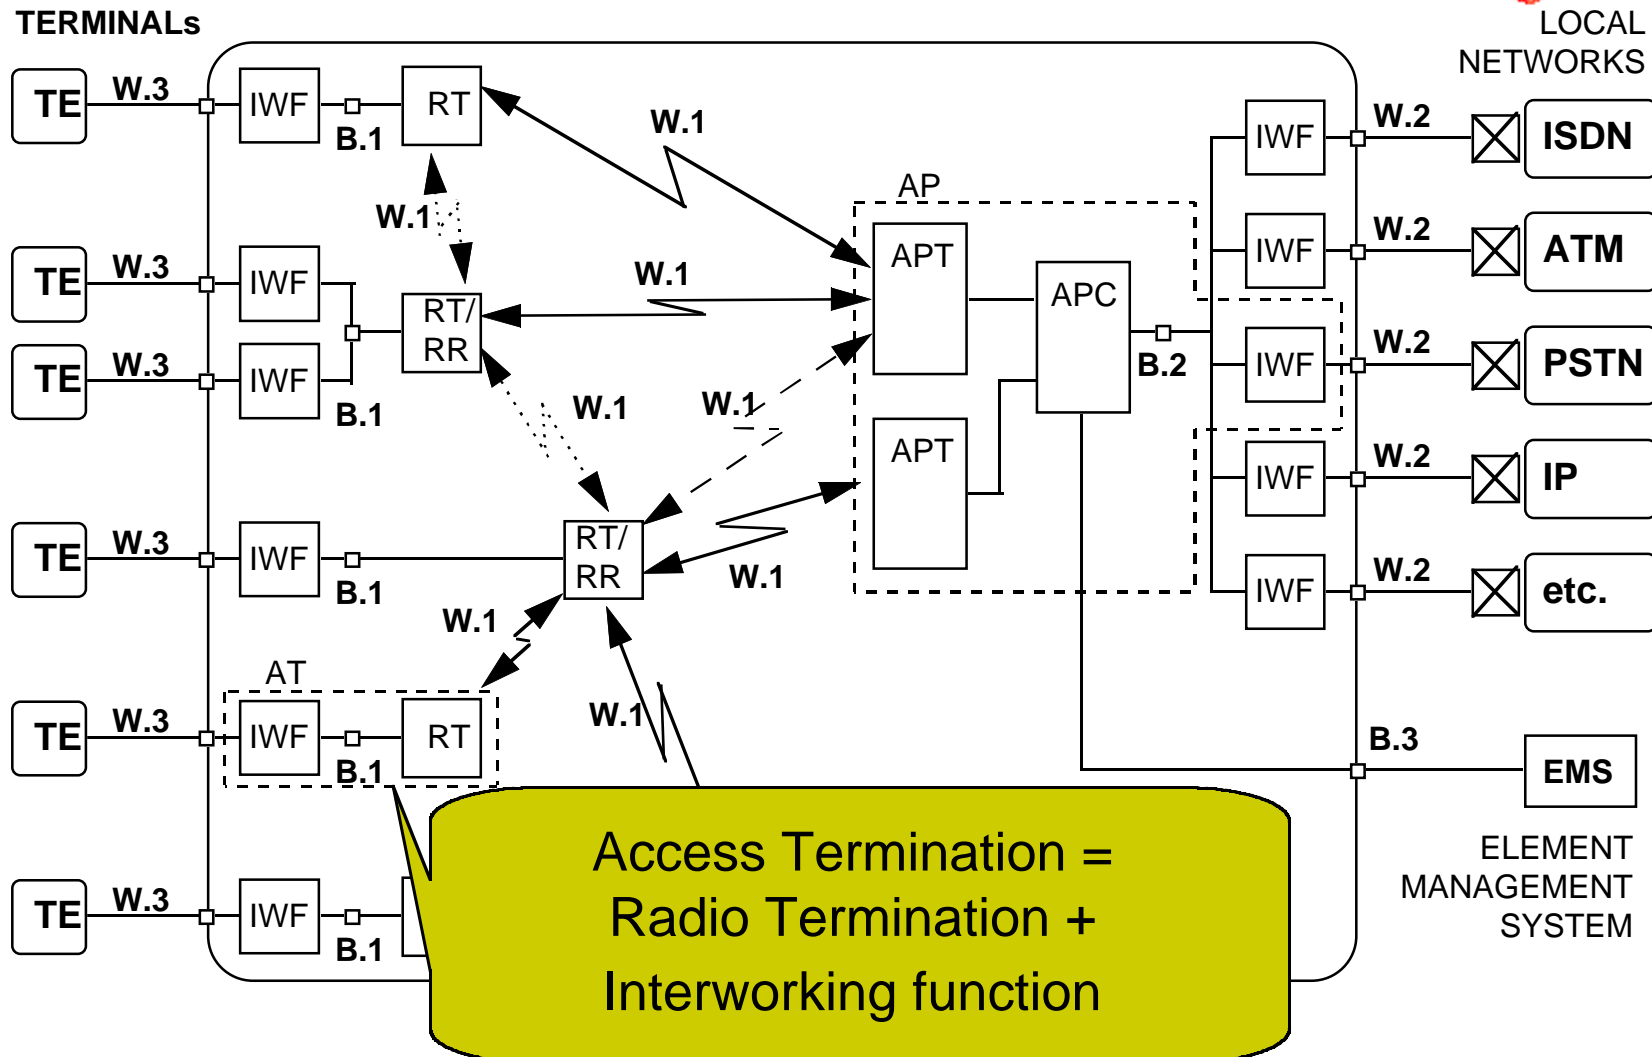 TERMINALs
LOCAL
NETWORKS
TE
W.3
IWF
B.1
RT
W.1
W.1
AP
IWF
W.2
ISDN
TE
W.3
IWF
RT/
RR
W.1
APT
APC
IWF
W.2
ATM
TE
W.3
IWF
B.1
W.1
W.1
B.2
IWF
W.2
PSTN
APT
IWF
W.2
IP
TE
W.3
IWF
B.1
RT/
RR
W.1
IWF
W.2
etc.
W.1
AT
TE
W.3
IWF
B.1
RT
W.1
B.3
EMS
ELEMENT
MANAGEMENT
SYSTEM
TE
W.3
IWF
B.1
Access Termination =
Radio Termination +
Interworking function